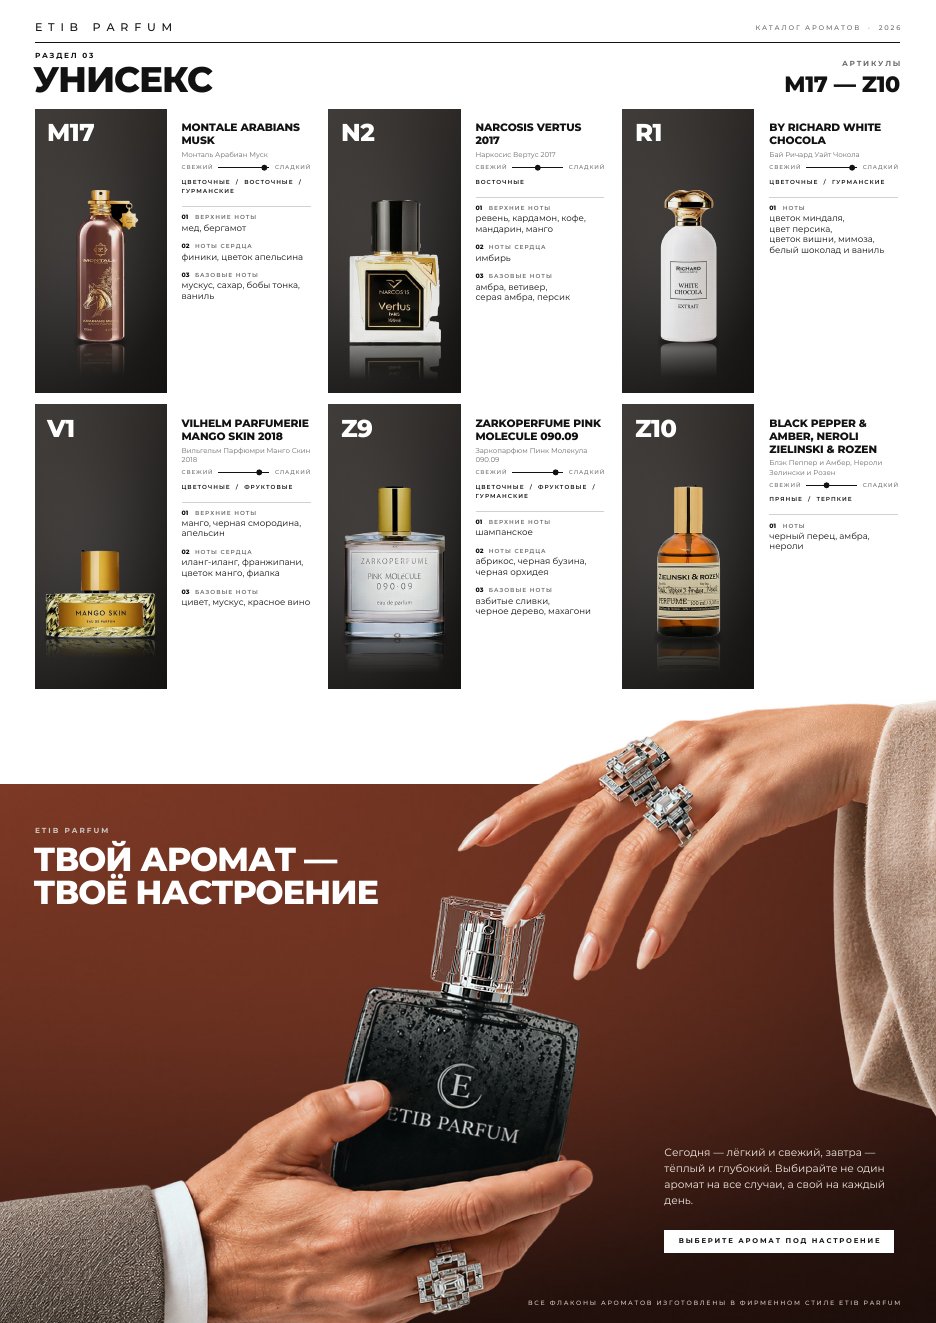 ETIB PARFUM
КАТАЛОГ АРОМАТОВ · 2026
РАЗДЕЛ 03
УНИСЕКС
АРТИКУЛЫ
M17 — Z10
M17
MONTALE ARABIANS
MUSK
Монталь Арабиан Муск
СВЕЖИЙ СЛАДКИЙ
ЦВЕТОЧНЫЕ / ВОСТОЧНЫЕ /
ГУРМАНСКИЕ
01 ВЕРХНИЕ НОТЫ
мед, бергамот
02 НОТЫ СЕРДЦА
финики, цветок апельсина
03 БАЗОВЫЕ НОТЫ
мускус, сахар, бобы тонка,
ваниль
MONTALE
N2
NARCOSIS VERTUS
2017
Наркосис Вертус 2017
СВЕЖИЙ СЛАДКИЙ
ВОСТОЧНЫЕ
01 ВЕРХНИЕ НОТЫ
ревень, кардамон, кофе,
мандарин, манго
02 НОТЫ СЕРДЦА
имбирь
03 БАЗОВЫЕ НОТЫ
амбра, ветивер,
серая амбра, персик
NARCOS'IS
Vertus
PARIS
100ml
R1
BY RICHARD WHITE
CHOCOLA
Бай Ричард Уайт Чокола
СВЕЖИЙ СЛАДКИЙ
ЦВЕТОЧНЫЕ / ГУРМАНСКИЕ
01 НОТЫ
цветок миндаля,
цвет персика,
цветок вишни, мимоза,
белый шоколад и ваниль
RICHARD
WHITE
CHOCOLA
EXTRAIT
V1
VILHELM PARFUMERIE
MANGO SKIN 2018
Вильгельм Парфюмри Манго Скин
2018
СВЕЖИЙ СЛАДКИЙ
ЦВЕТОЧНЫЕ / ФРУКТОВЫЕ
01 ВЕРХНИЕ НОТЫ
манго, черная смородина,
апельсин
02 НОТЫ СЕРДЦА
иланг-иланг, франжипани,
цветок манго, фиалка
03 БАЗОВЫЕ НОТЫ
цивет, мускус, красное вино
MANGO SKIN
EAU DE PARFUM
Z9
ZARKOPERFUME PINK
MOLECULE 090.09
Заркопарфюм Пинк Молекула
090.09
СВЕЖИЙ СЛАДКИЙ
ЦВЕТОЧНЫЕ / ФРУКТОВЫЕ /
ГУРМАНСКИЕ
01 ВЕРХНИЕ НОТЫ
шампанское
02 НОТЫ СЕРДЦА
абрикос, черная бузина,
черная орхидея
03 БАЗОВЫЕ НОТЫ
взбитые сливки,
черное дерево, махагони
ZARKOPERFUME
PINK MOLéCULE
090·09
eau de parfum
Z10
BLACK PEPPER &
AMBER, NEROLI
ZIELINSKI & ROZEN
Блэк Пеппер и Амбер, Нероли
Зелински и Розен
СВЕЖИЙ СЛАДКИЙ
ПРЯНЫЕ / ТЕРПКИЕ
01 НОТЫ
черный перец, амбра,
нероли
ZIELINSKI & ROZEN
PERFUME
ETIB PARFUM
ТВОЙ АРОМАТ —
ТВОЁ НАСТРОЕНИЕ
E
ETIB PARFUM
Сегодня — лёгкий и свежий, завтра —
тёплый и глубокий. Выбирайте не один
аромат на все случаи, а свой на каждый
день.
ВЫБЕРИТЕ АРОМАТ ПОД НАСТРОЕНИЕ
ВСЕ ФЛАКОНЫ АРОМАТОВ ИЗГОТОВЛЕНЫ В ФИРМЕННОМ СТИЛЕ ETIB PARFUM